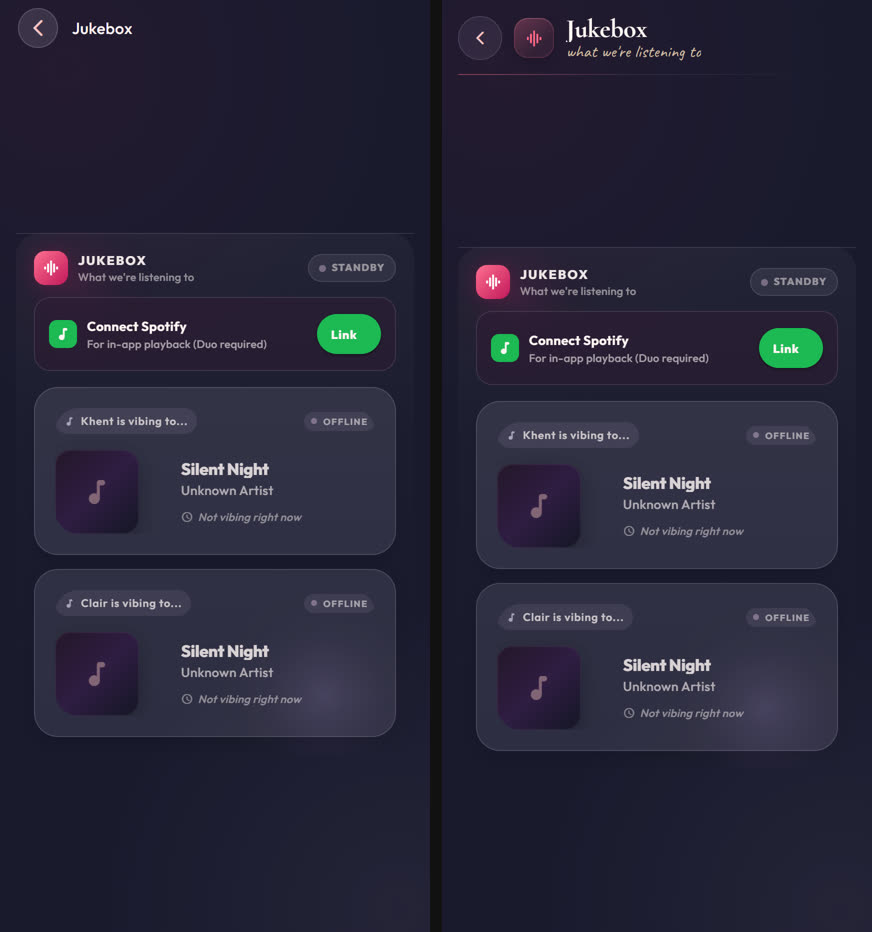 Jukebox
JUKEBOX
What we're listening to
STANDBY
Connect Spotify
For in-app playback (Duo required)
Link
Khent is vibing to...
OFFLINE
Silent Night
Unknown Artist
Not vibing right now
Clair is vibing to...
OFFLINE
Silent Night
Unknown Artist
Not vibing right now
Jukebox
what we're listening to
JUKEBOX
What we're listening to
STANDBY
Connect Spotify
For in-app playback (Duo required)
Link
Khent is vibing to...
OFFLINE
Silent Night
Unknown Artist
Not vibing right now
Clair is vibing to...
OFFLINE
Silent Night
Unknown Artist
Not vibing right now